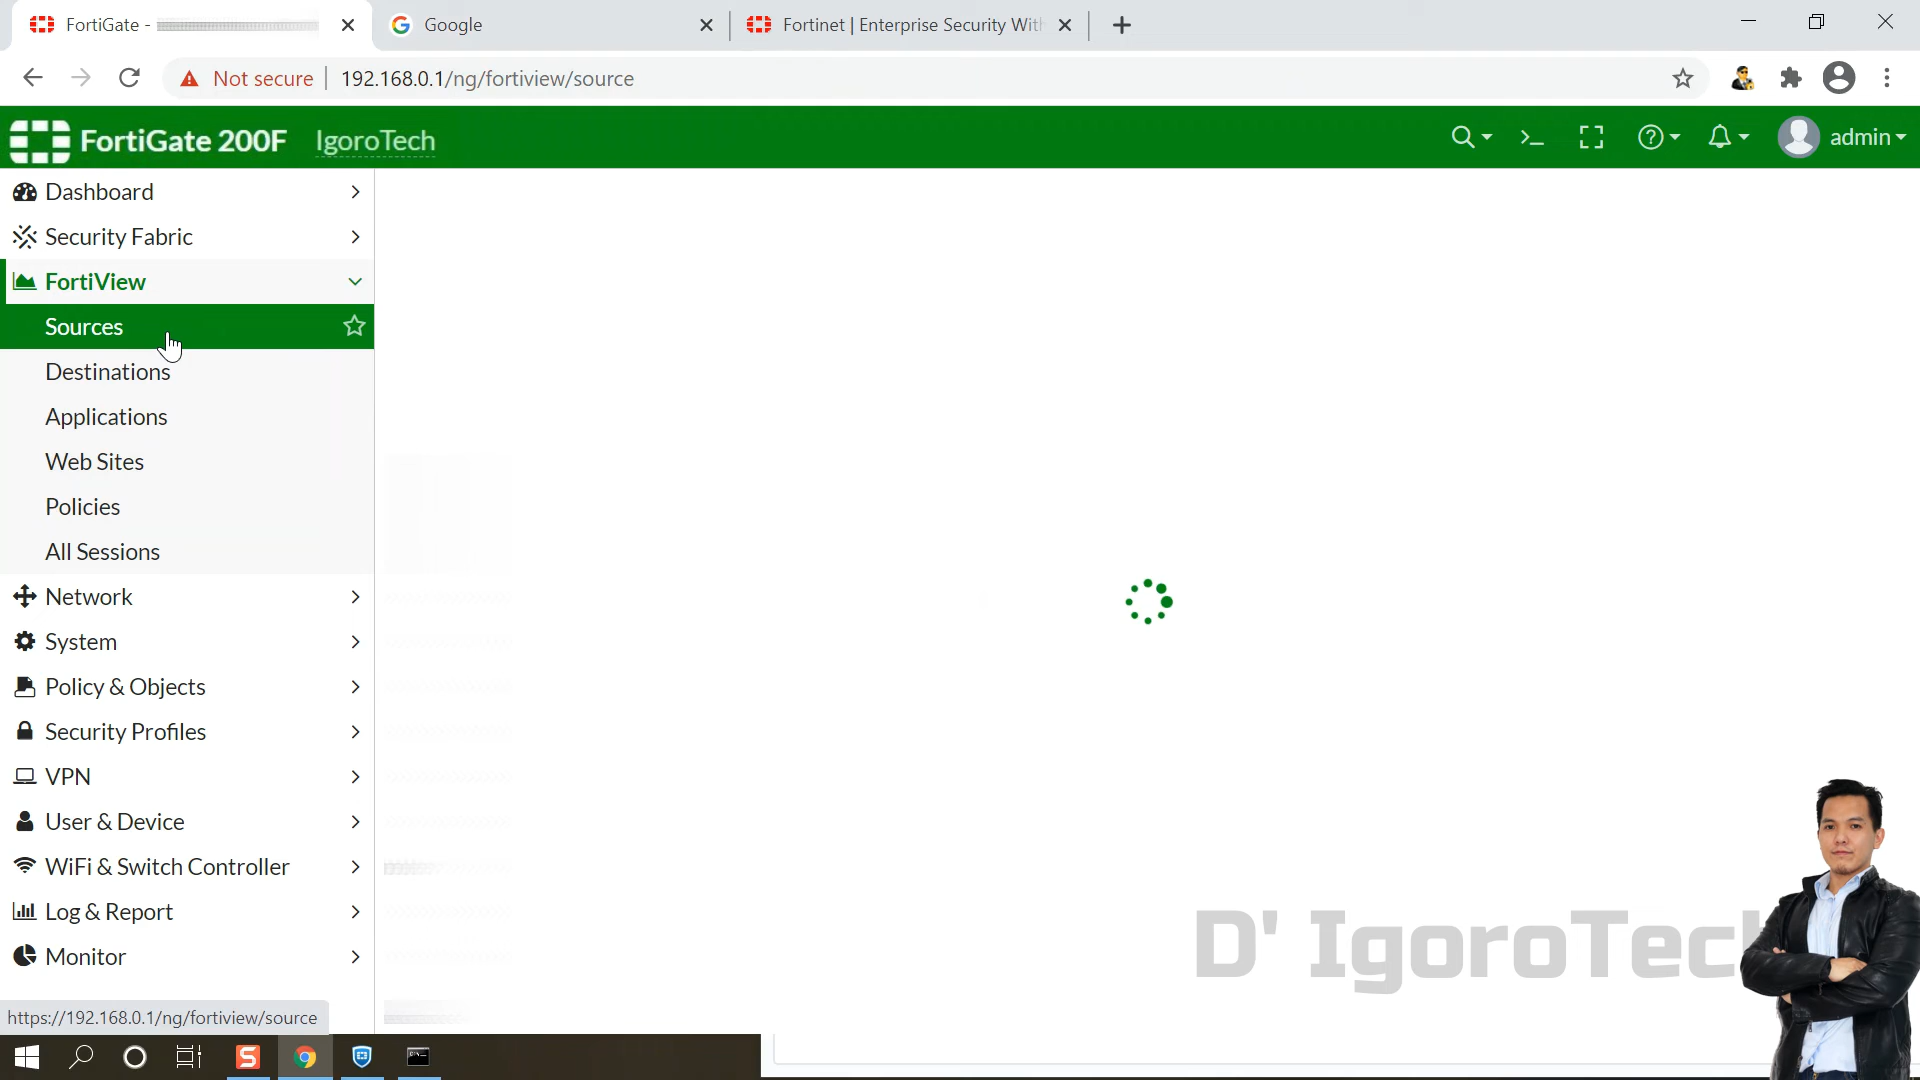 FortiGate -
Google
Fortinet | Enterprise Security With
Not secure
192.168.0.1/ng/fortiview/source
FortiGate 200F
IgoroTech
admin
Dashboard
Security Fabric
FortiView
Sources
Destinations
Applications
Web Sites
Policies
All Sessions
Network
System
Policy & Objects
Security Profiles
VPN
User & Device
WiFi & Switch Controller
Log & Report
Monitor
D' IgoroTech
https://192.168.0.1/ng/fortiview/source